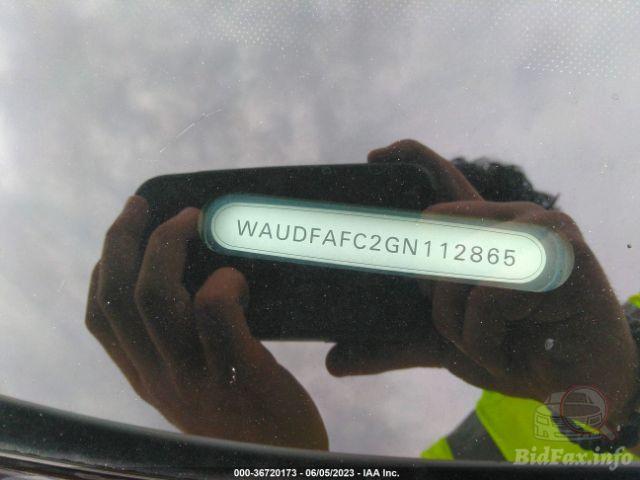 WAUDFAFC2GN112865
000-36720173 - 06/05/2023 - IAA Inc.
BidFax.info